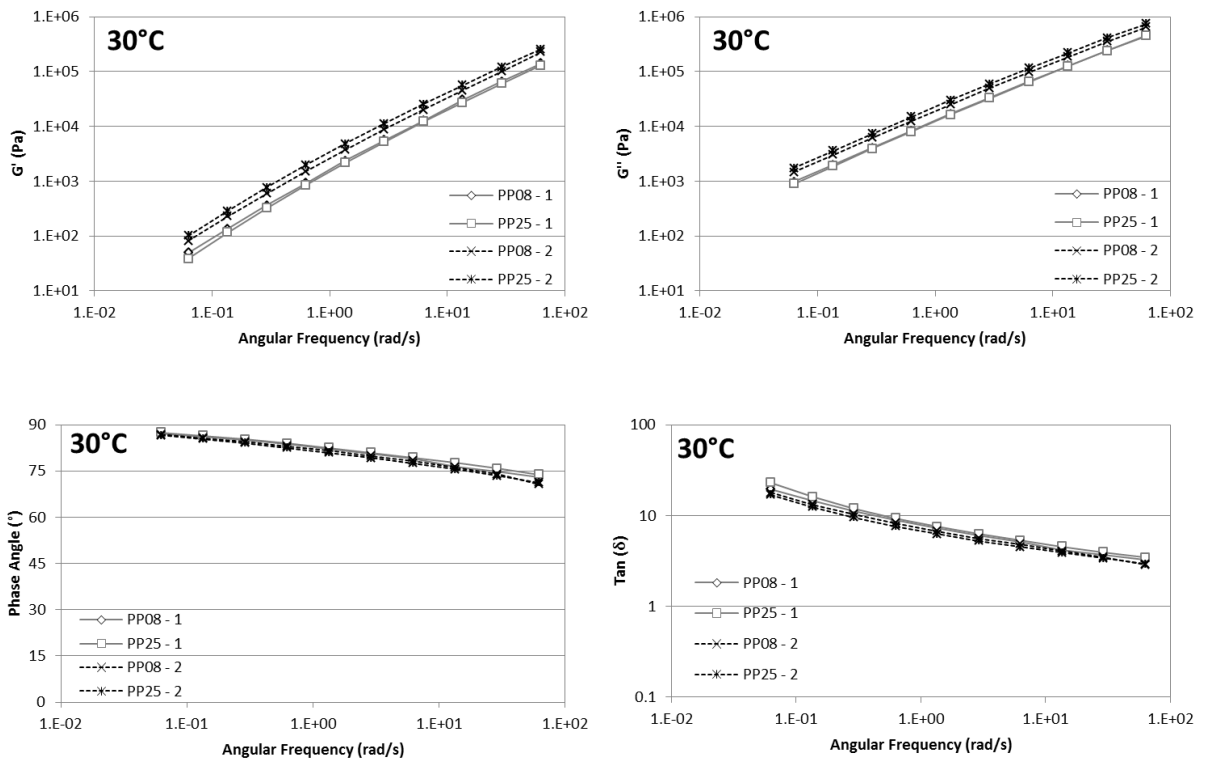 30°C
1.E+06
1.E+05
1.E+04
1.E+03
1.E+02
1.E+01
G' (Pa)
PP08 - 1
PP25 - 1
PP08 - 2
PP25 - 2
1.E-02 1.E-01 1.E+00 1.E+01 1.E+02
Angular Frequency (rad/s)
30°C
1.E+06
1.E+05
1.E+04
1.E+03
1.E+02
1.E+01
G'' (Pa)
PP08 - 1
PP25 - 1
PP08 - 2
PP25 - 2
1.E-02 1.E-01 1.E+00 1.E+01 1.E+02
Angular Frequency (rad/s)
30°C
90
75
60
45
30
15
0
Phase Angle (°)
PP08 - 1
PP25 - 1
PP08 - 2
PP25 - 2
1.E-02 1.E-01 1.E+00 1.E+01 1.E+02
Angular Frequency (rad/s)
30°C
100
10
1
0.1
Tan (δ)
PP08 - 1
PP25 - 1
PP08 - 2
PP25 - 2
1.E-02 1.E-01 1.E+00 1.E+01 1.E+02
Angular Frequency (rad/s)